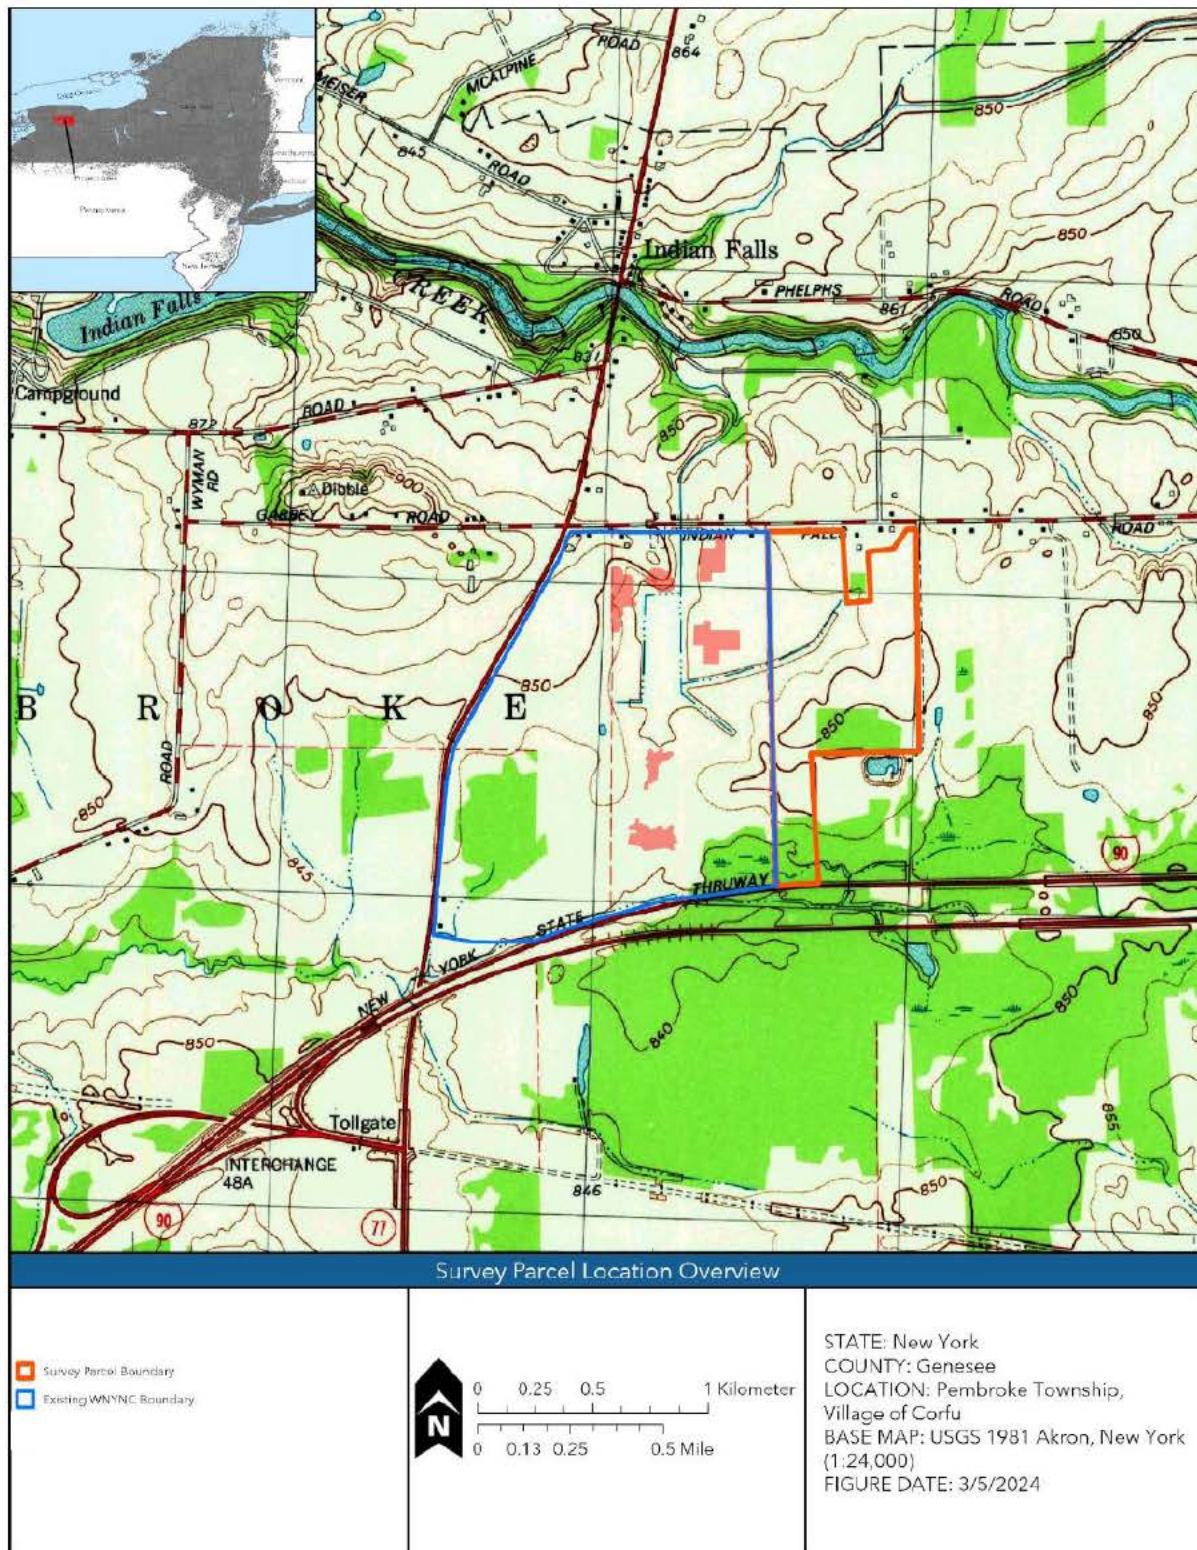 Vermont
Pennsylvania
New Jersey
ROAD
864
MCALPINE
MEISER
845
ROAD
850
850
Indian Falls
CREEK
PHELPHS
ROAD
861
850
Indian Falls
831
Campground
ROAD
872
850
WYMAN
RD
Dibble
900
ROAD
INDIAN
FALLS
ROAD
850
850
850
B R O K E
ROAD
850
845
90
THRUWAY
STATE
YORK
NEW
850
840
850
855
Tollgate
INTERCHANGE
48A
846
850
90
77
Survey Parcel Location Overview
Survey Parcel Boundary
Existing WNYNC Boundary
N
0 0.25 0.5 1 Kilometer
0 0.13 0.25 0.5 Mile
STATE: New York
COUNTY: Genesee
LOCATION: Pembroke Township,
Village of Corfu
BASE MAP: USGS 1981 Akron, New York
(1:24,000)
FIGURE DATE: 3/5/2024